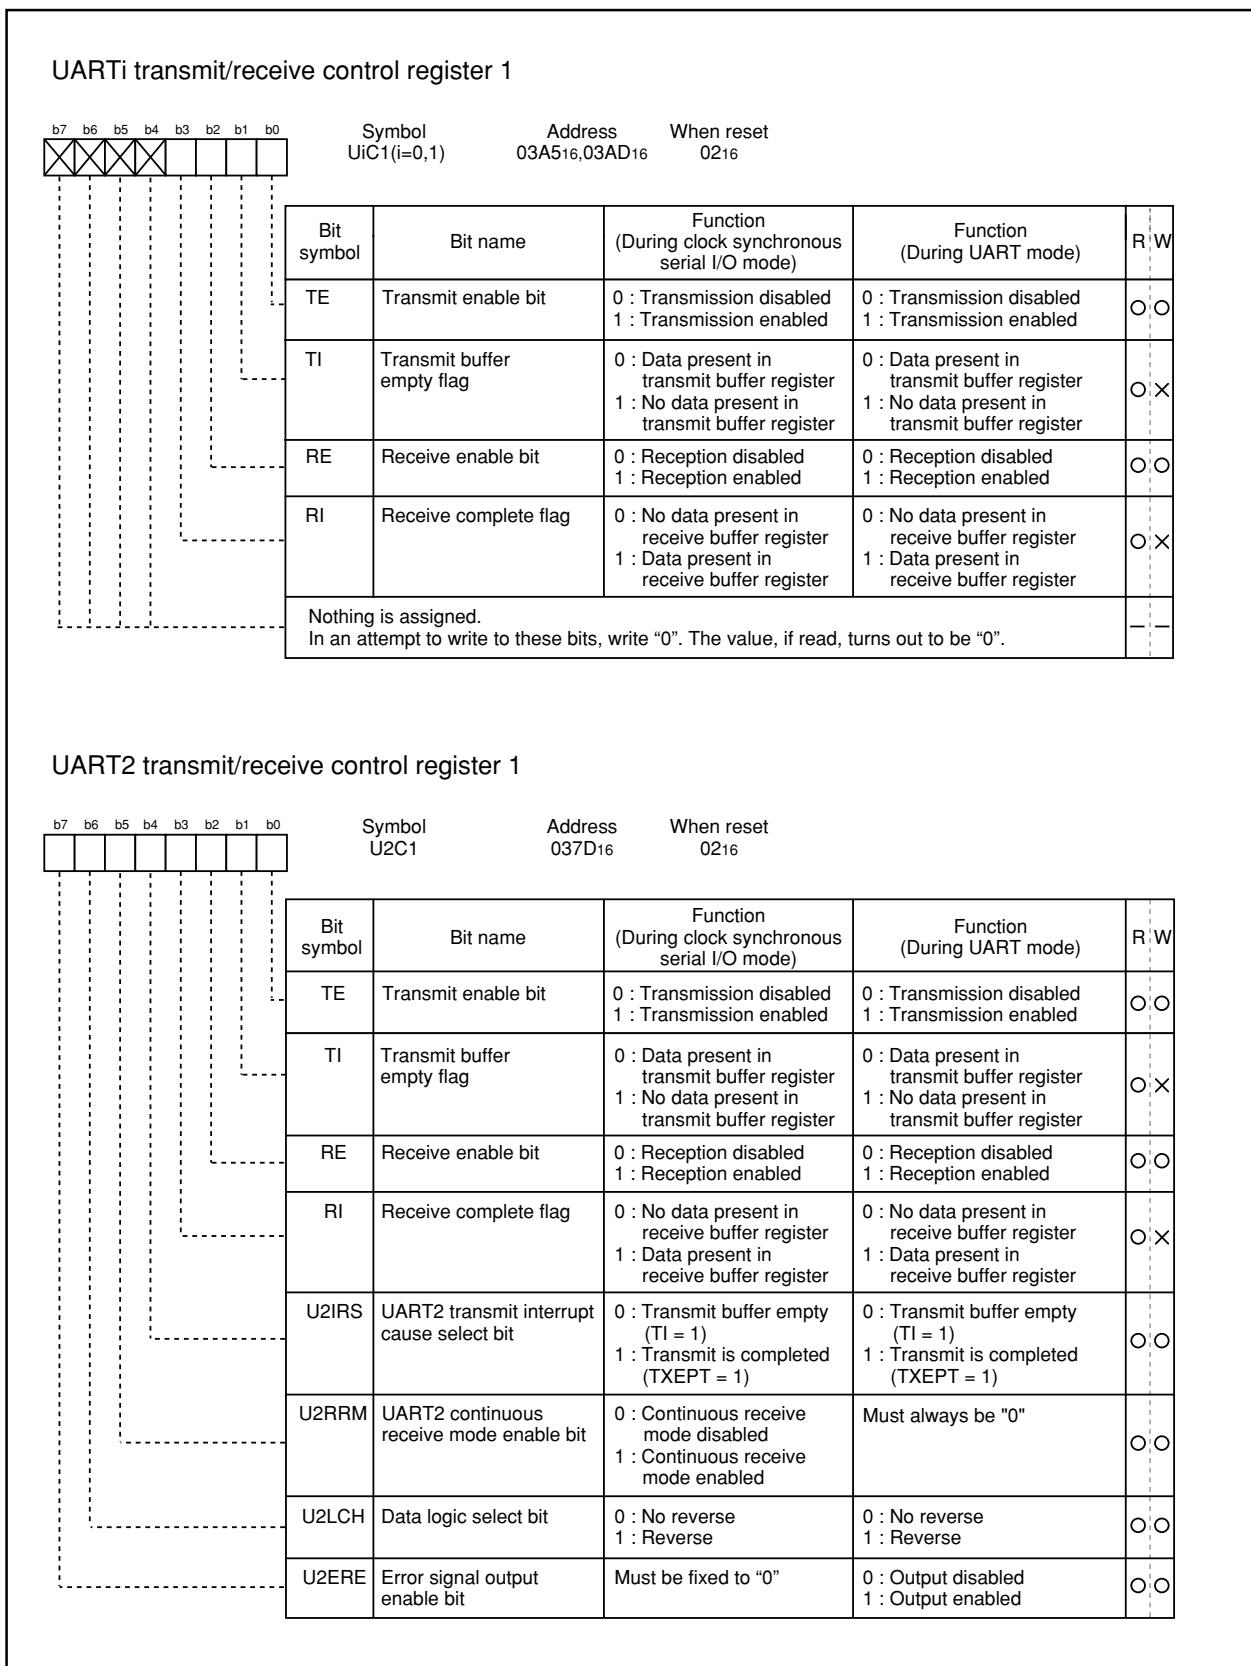 UARTi transmit/receive control register 1
b7 b6 b5 b4 b3 b2 b1 b0
Symbol Address When reset
UiC1(i=0,1) 03A516,03AD16 0216
Bit symbol Bit name Function (During clock synchronous serial I/O mode) Function (During UART mode) R W
TE Transmit enable bit 0 : Transmission disabled 0 : Transmission disabled
1 : Transmission enabled 1 : Transmission enabled
TI Transmit buffer 0 : Data present in 0 : Data present in
empty flag transmit buffer register transmit buffer register
1 : No data present in 1 : No data present in
transmit buffer register transmit buffer register
RE Receive enable bit 0 : Reception disabled 0 : Reception disabled
1 : Reception enabled 1 : Reception enabled
RI Receive complete flag 0 : No data present in 0 : No data present in
receive buffer register receive buffer register
1 : Data present in 1 : Data present in
receive buffer register receive buffer register
Nothing is assigned.
In an attempt to write to these bits, write “0”. The value, if read, turns out to be “0”.
UART2 transmit/receive control register 1
b7 b6 b5 b4 b3 b2 b1 b0
Symbol Address When reset
U2C1 037D16 0216
Bit symbol Bit name Function (During clock synchronous serial I/O mode) Function (During UART mode) R W
TE Transmit enable bit 0 : Transmission disabled 0 : Transmission disabled
1 : Transmission enabled 1 : Transmission enabled
TI Transmit buffer 0 : Data present in 0 : Data present in
empty flag transmit buffer register transmit buffer register
1 : No data present in 1 : No data present in
transmit buffer register transmit buffer register
RE Receive enable bit 0 : Reception disabled 0 : Reception disabled
1 : Reception enabled 1 : Reception enabled
RI Receive complete flag 0 : No data present in 0 : No data present in
receive buffer register receive buffer register
1 : Data present in 1 : Data present in
receive buffer register receive buffer register
U2IRS UART2 transmit interrupt 0 : Transmit buffer empty 0 : Transmit buffer empty
cause select bit (TI = 1) (TI = 1)
1 : Transmit is completed 1 : Transmit is completed
(TXEPT = 1) (TXEPT = 1)
U2RRM UART2 continuous 0 : Continuous receive Must always be "0"
receive mode enable bit mode disabled
1 : Continuous receive
mode enabled
U2LCH Data logic select bit 0 : No reverse 0 : No reverse
1 : Reverse 1 : Reverse
U2ERE Error signal output Must be fixed to “0” 0 : Output disabled
enable bit 1 : Output enabled